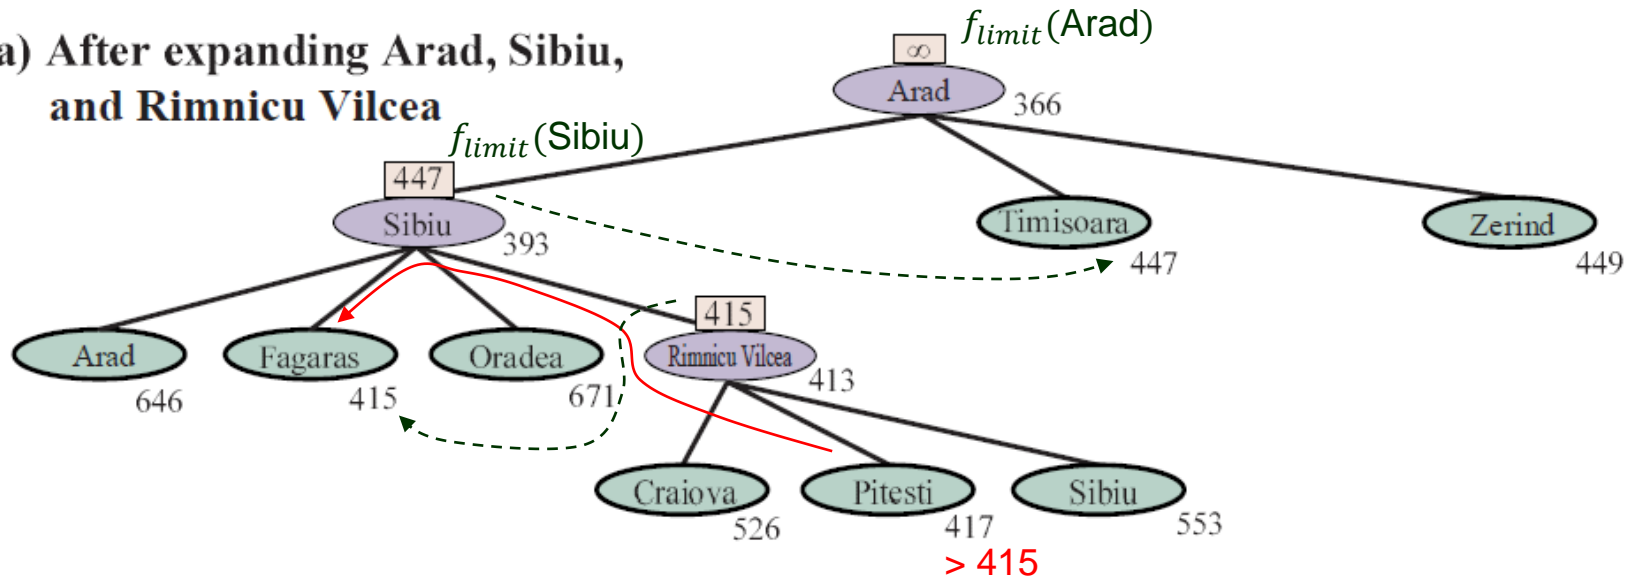 a) After expanding Arad, Sibiu,
and Rimnicu Vilcea
f_limit(Arad)
∞
Arad
366
f_limit(Sibiu)
447
Sibiu
393
Timisoara
447
Zerind
449
Arad
646
Fagaras
415
Oradea
671
415
Rimnicu Vilcea
413
Craiova
526
Pitesti
417
> 415
Sibiu
553